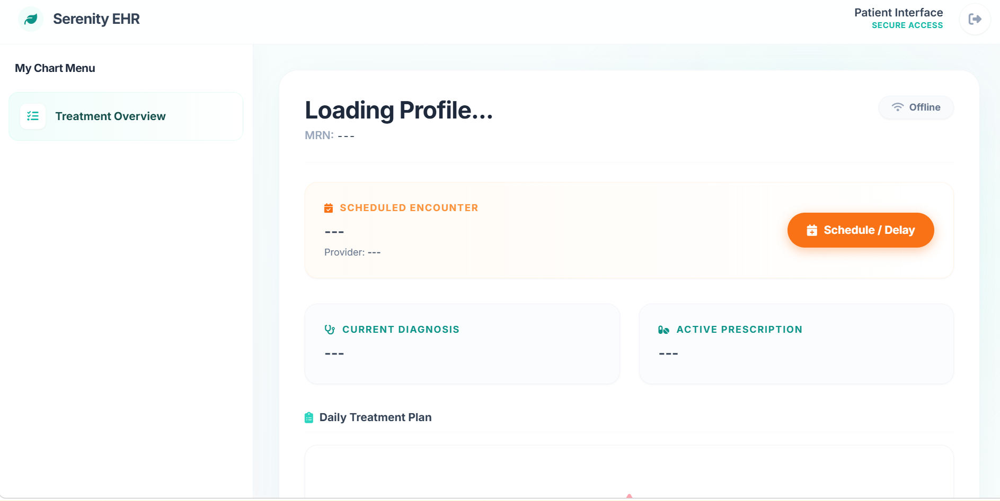 Serenity EHR
Patient Interface
SECURE ACCESS
My Chart Menu
Treatment Overview
Loading Profile...
Offline
MRN: ---
SCHEDULED ENCOUNTER
---
Provider: ---
Schedule / Delay
CURRENT DIAGNOSIS
---
ACTIVE PRESCRIPTION
---
Daily Treatment Plan